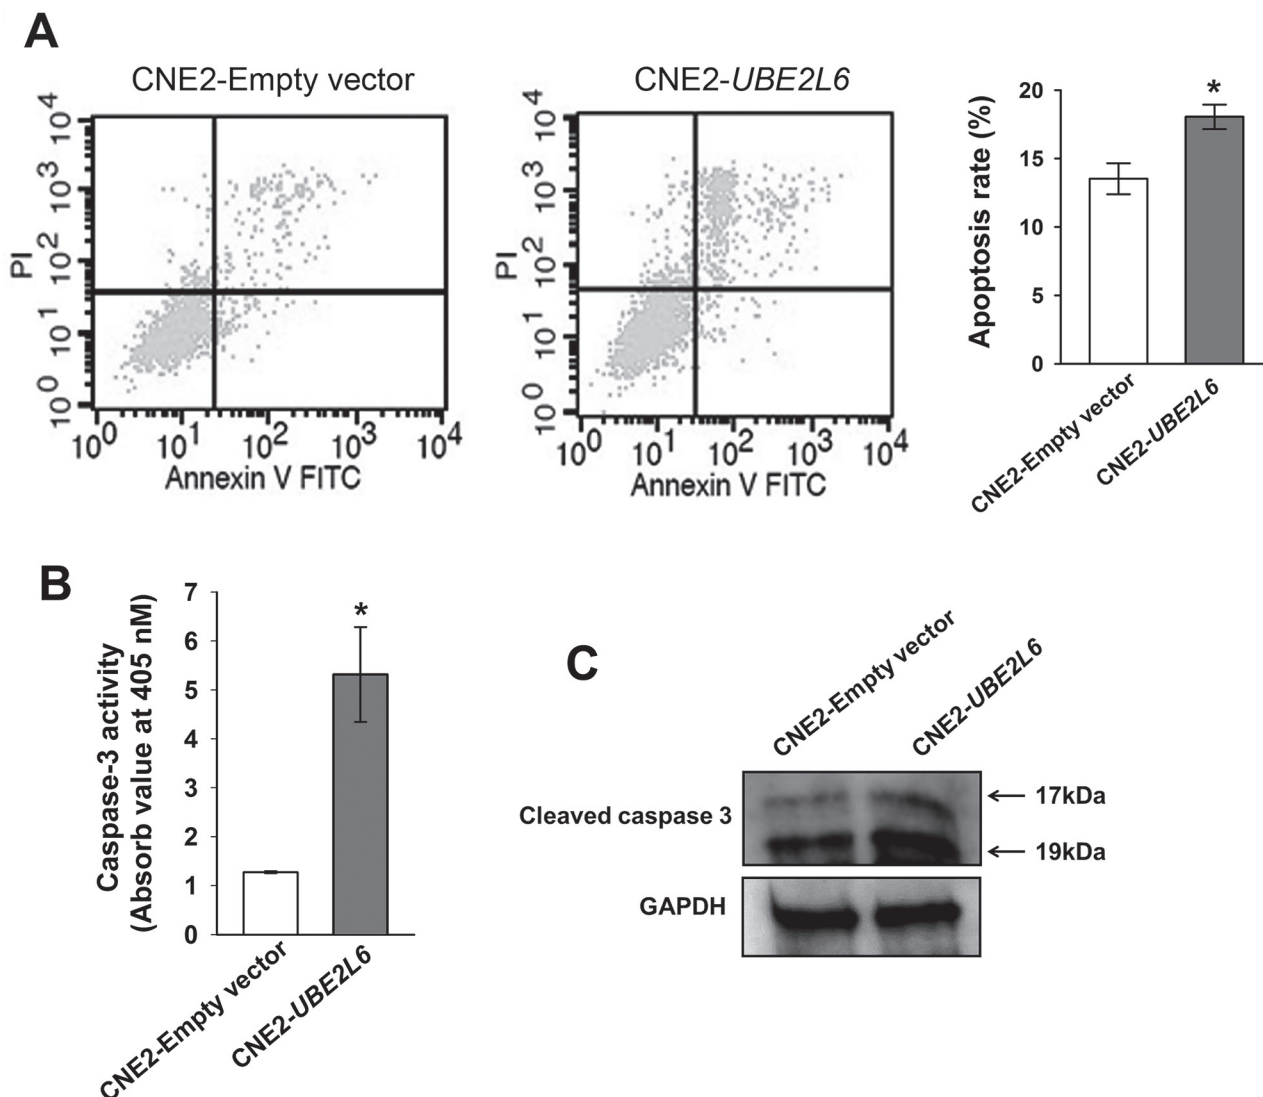 A
CNE2-Empty vector
CNE2-UBE2L6
PI
10^4
10^3
10^2
10^1
10^0
10^0 10^1 10^2 10^3 10^4
Annexin V FITC
PI
10^4
10^3
10^2
10^1
10^0
10^0 10^1 10^2 10^3 10^4
Annexin V FITC
Apoptosis rate (%)
20
15
10
5
0
*
CNE2-Empty vector
CNE2-UBE2L6
B
Caspase-3 activity
(Absorb value at 405 nM)
7
6
5
4
3
2
1
0
*
CNE2-Empty vector
CNE2-UBE2L6
C
CNE2-Empty vector
CNE2-UBE2L6
Cleaved caspase 3
17kDa
19kDa
GAPDH